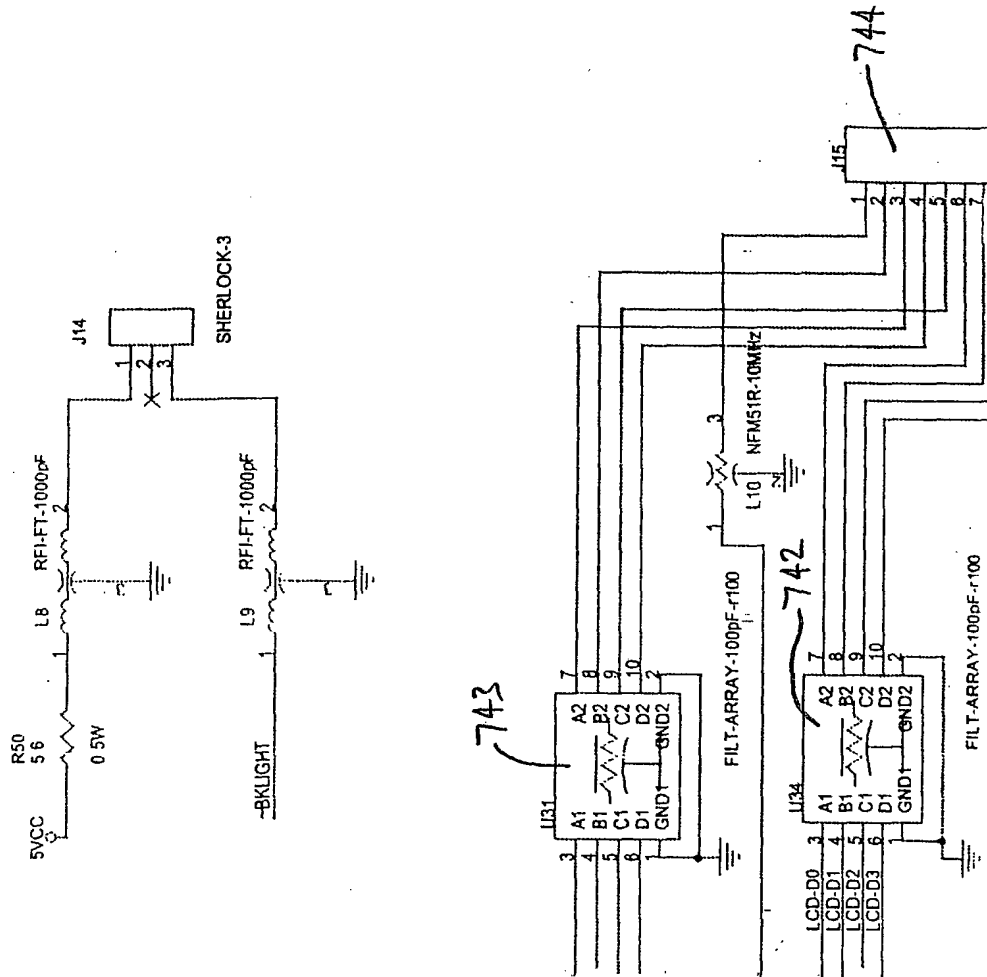 R50
5 6
0 5W
5VCC
1
L8
RFI-FT-1000pF
2
J14
1
2
3
SHERLOCK-3
~BKLIGHT
1
L9
RFI-FT-1000pF
2
743
U31
3 A1 A2 7
4 B1 B2 8
5 C1 C2 9
6 D1 D2 10
1 GND1 GND2 2
FILT-ARRAY-100pF-r100
1
L10
3
NFM51R-10MHz
2
742
U34
LCD-D0 3 A1 A2 7
LCD-D1 4 B1 B2 8
LCD-D2 5 C1 C2 9
LCD-D3 6 D1 D2 10
1 GND1 GND2 2
FILT-ARRAY-100pF-r100
744
J15
1
2
3
4
5
6
7